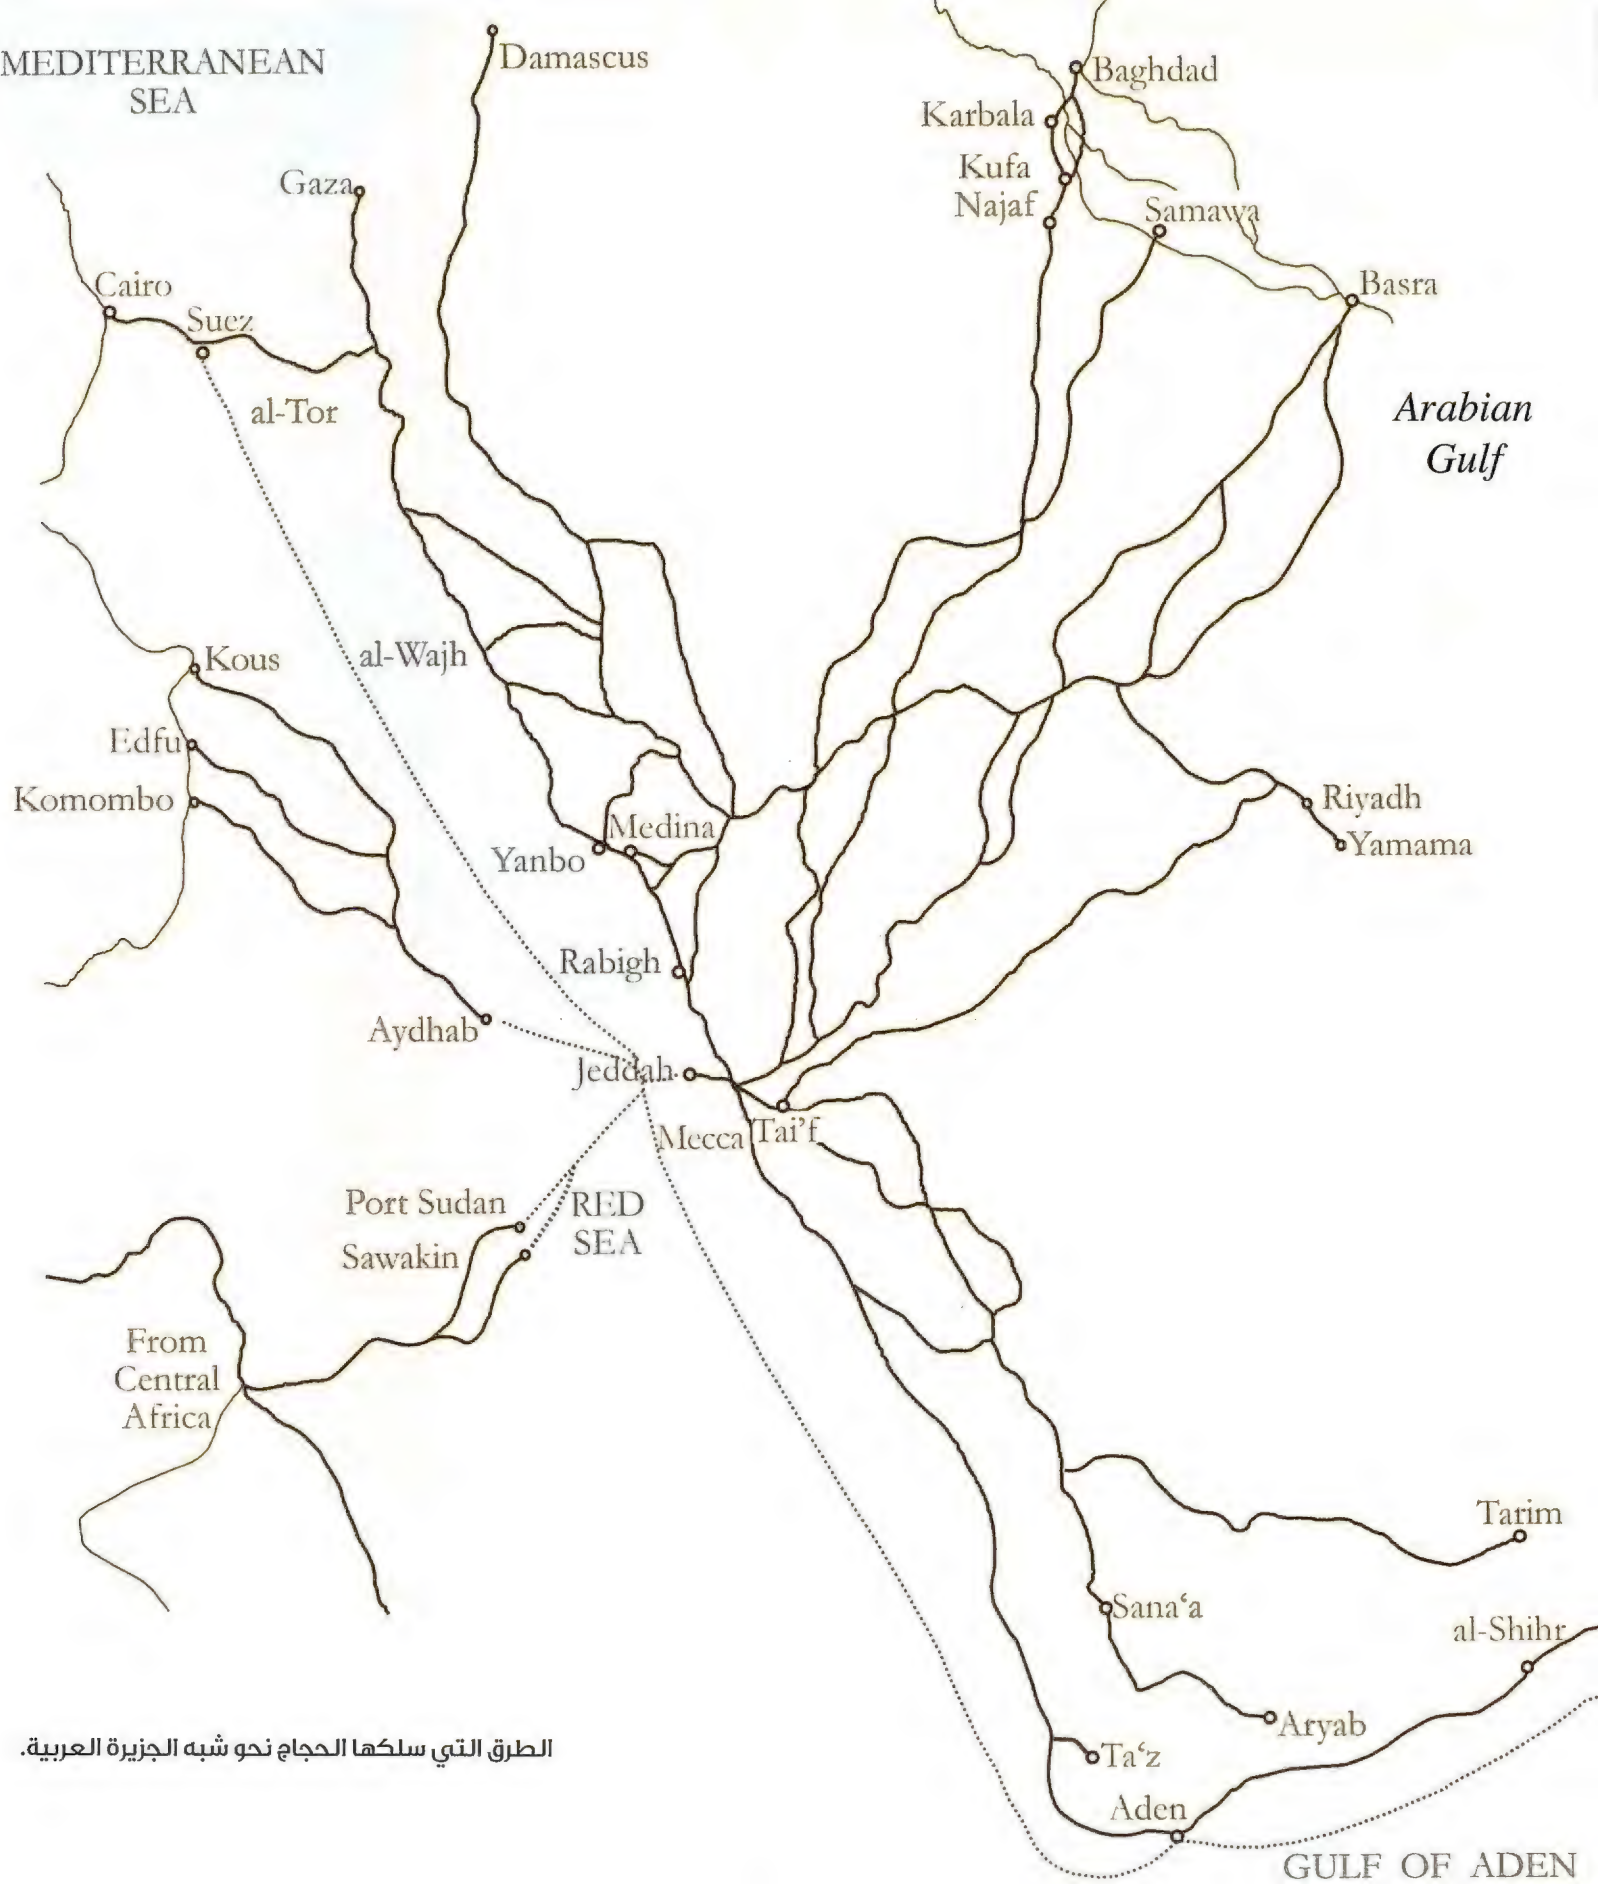 MEDITERRANEAN
SEA
Damascus
Baghdad
Karbala
Kufa
Najaf
Samawa
Gaza
Basra
Cairo
Suez
al-Tor
Arabian
Gulf
al-Wajh
Kous
Edfu
Komombo
Riyadh
Yamama
Medina
Yanbo
Rabigh
Aydhab
Jeddah
Mecca
Tai'f
Port Sudan
Sawakin
RED
SEA
From
Central
Africa
Tarim
Sana‘a
al-Shihr
Aryab
Ta‘z
Aden
GULF OF ADEN
الطرق التي سلكها الحجاج نحو شبه الجزيرة العربية.